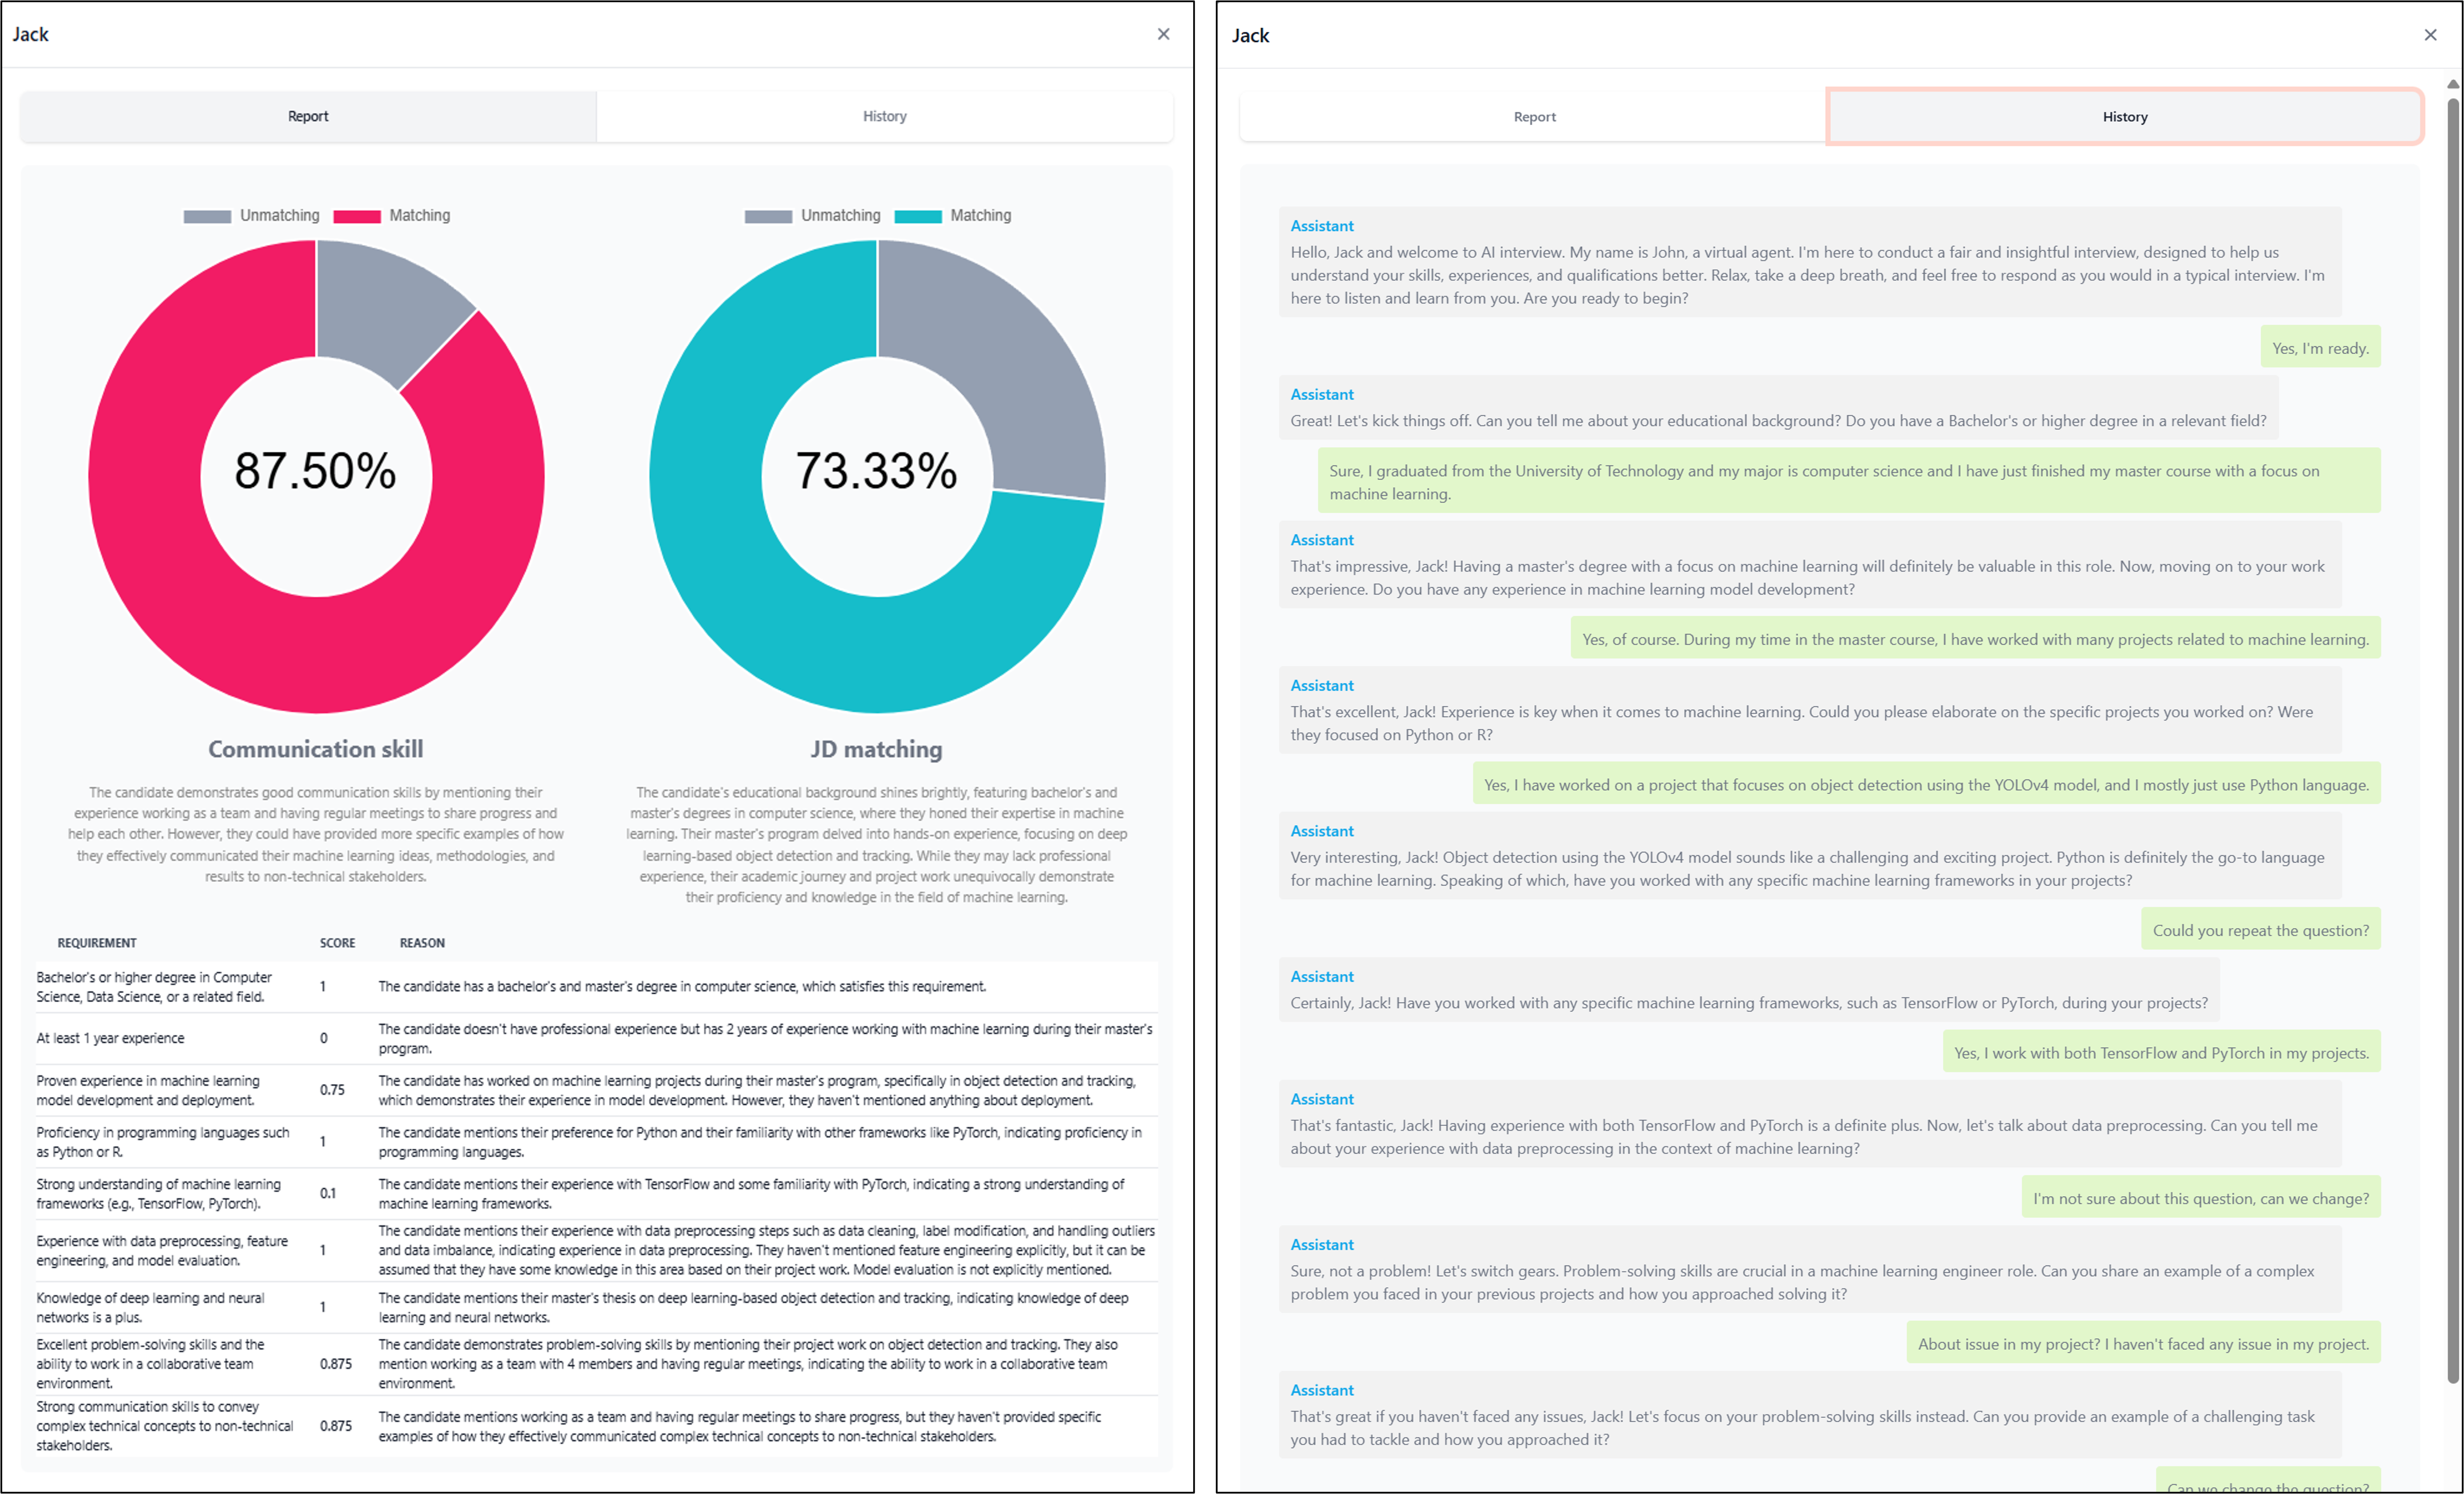 Jack
Report
History
Unmatching
Matching
Unmatching
Matching
87.50%
73.33%
Communication skill
The candidate demonstrates good communication skills by mentioning their
experience working as a team and having regular meetings to share progress and
help each other. However, they could have provided more specific examples of how
they effectively communicated their machine learning ideas, methodologies, and
results to non-technical stakeholders.
JD matching
The candidate's educational background shines brightly, featuring bachelor's and
master's degrees in computer science, where they honed their expertise in machine
learning. Their master's program delved into hands-on experience, focusing on deep
learning-based object detection and tracking. While they may lack professional
experience, their academic journey and project work unequivocally demonstrate
their proficiency and knowledge in the field of machine learning.
REQUIREMENT
SCORE
REASON
Bachelor's or higher degree in Computer
Science, Data Science, or a related field.
1
The candidate has a bachelor's and master's degree in computer science, which satisfies this requirement.
At least 1 year experience
0
The candidate doesn't have professional experience but has 2 years of experience working with machine learning during their master's
program.
Proven experience in machine learning
model development and deployment.
0.75
The candidate has worked on machine learning projects during their master's program, specifically in object detection and tracking,
which demonstrates their experience in model development. However, they haven't mentioned anything about deployment.
Proficiency in programming languages such
as Python or R.
1
The candidate mentions their preference for Python and their familiarity with other frameworks like PyTorch, indicating proficiency in
programming languages.
Strong understanding of machine learning
frameworks (e.g., TensorFlow, PyTorch).
0.1
The candidate mentions their experience with TensorFlow and some familiarity with PyTorch, indicating a strong understanding of
machine learning frameworks.
Experience with data preprocessing, feature
engineering, and model evaluation.
1
The candidate mentions their experience with data preprocessing steps such as data cleaning, label modification, and handling outliers
and data imbalance, indicating experience in data preprocessing. They haven't mentioned feature engineering explicitly, but it can be
assumed that they have some knowledge in this area based on their project work. Model evaluation is not explicitly mentioned.
Knowledge of deep learning and neural
networks is a plus.
1
The candidate mentions their master's thesis on deep learning-based object detection and tracking, indicating knowledge of deep
learning and neural networks.
Excellent problem-solving skills and the
ability to work in a collaborative team
environment.
0.875
The candidate demonstrates problem-solving skills by mentioning their project work on object detection and tracking. They also
mention working as a team with 4 members and having regular meetings, indicating the ability to work in a collaborative team
environment.
Strong communication skills to convey
complex technical concepts to non-technical
stakeholders.
0.875
The candidate mentions working as a team and having regular meetings to share progress, but they haven't provided specific
examples of how they effectively communicated complex technical concepts to non-technical stakeholders.
Jack
Report
History
Assistant
Hello, Jack and welcome to AI interview. My name is John, a virtual agent. I'm here to conduct a fair and insightful interview, designed to help us
understand your skills, experiences, and qualifications better. Relax, take a deep breath, and feel free to respond as you would in a typical interview. I'm
here to listen and learn from you. Are you ready to begin?
Yes, I'm ready.
Assistant
Great! Let's kick things off. Can you tell me about your educational background? Do you have a Bachelor's or higher degree in a relevant field?
Sure, I graduated from the University of Technology and my major is computer science and I have just finished my master course with a focus on
machine learning.
Assistant
That's impressive, Jack! Having a master's degree with a focus on machine learning will definitely be valuable in this role. Now, moving on to your work
experience. Do you have any experience in machine learning model development?
Yes, of course. During my time in the master course, I have worked with many projects related to machine learning.
Assistant
That's excellent, Jack! Experience is key when it comes to machine learning. Could you please elaborate on the specific projects you worked on? Were
they focused on Python or R?
Yes, I have worked on a project that focuses on object detection using the YOLOv4 model, and I mostly just use Python language.
Assistant
Very interesting, Jack! Object detection using the YOLOv4 model sounds like a challenging and exciting project. Python is definitely the go-to language
for machine learning. Speaking of which, have you worked with any specific machine learning frameworks in your projects?
Could you repeat the question?
Assistant
Certainly, Jack! Have you worked with any specific machine learning frameworks, such as TensorFlow or PyTorch, during your projects?
Yes, I work with both TensorFlow and PyTorch in my projects.
Assistant
That's fantastic, Jack! Having experience with both TensorFlow and PyTorch is a definite plus. Now, let's talk about data preprocessing. Can you tell me
about your experience with data preprocessing in the context of machine learning?
I'm not sure about this question, can we change?
Assistant
Sure, not a problem! Let's switch gears. Problem-solving skills are crucial in a machine learning engineer role. Can you share an example of a complex
problem you faced in your previous projects and how you approached solving it?
About issue in my project? I haven't faced any issue in my project.
Assistant
That's great if you haven't faced any issues, Jack! Let's focus on your problem-solving skills instead. Can you provide an example of a challenging task
you had to tackle and how you approached it?
Can we change the question?